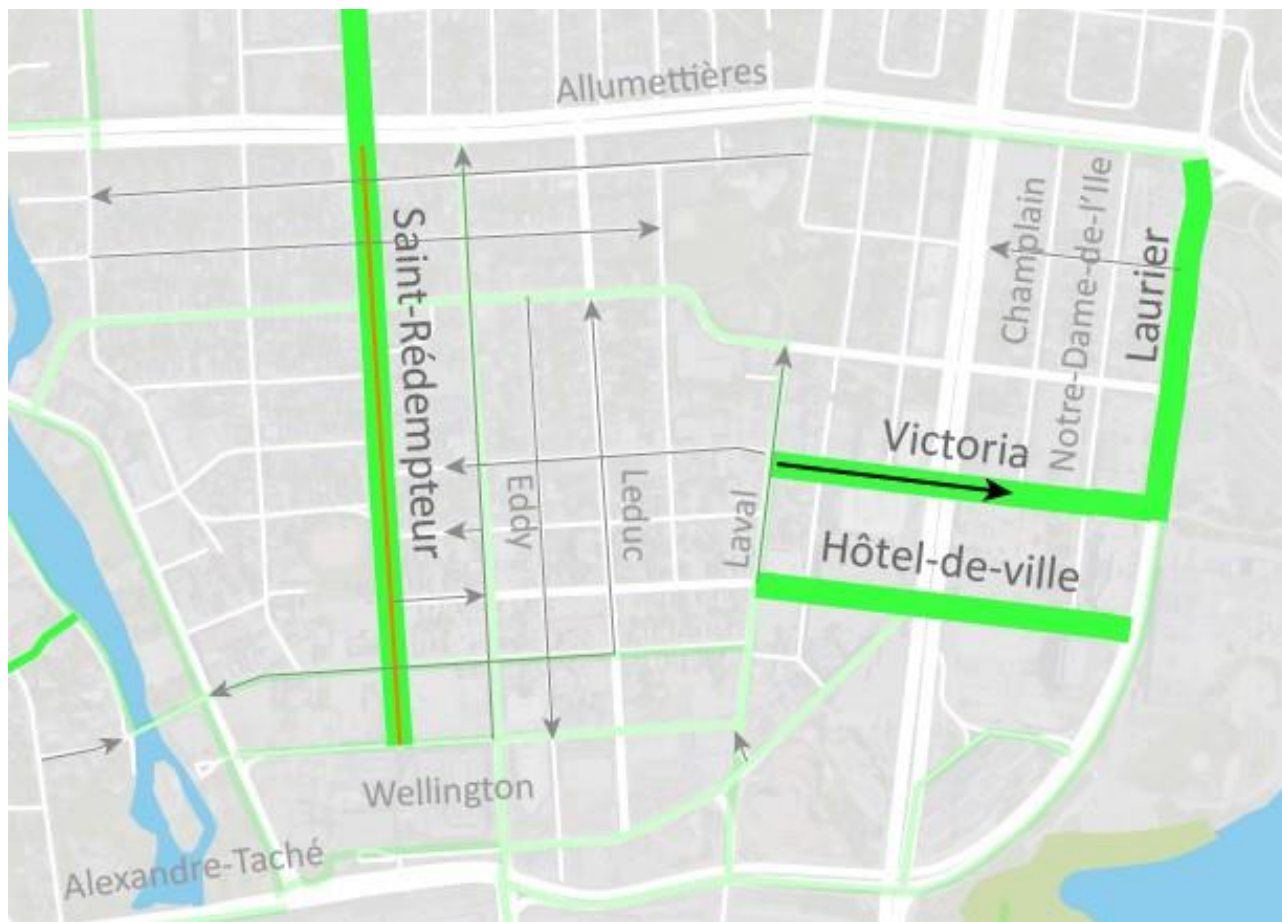 Allumettières
Saint-Rédempteur
Champlain
Notre-Dame-de-l'Ile
Laurier
Victoria
Eddy
Leduc
Laval
Hôtel-de-ville
Wellington
Alexandre-Taché